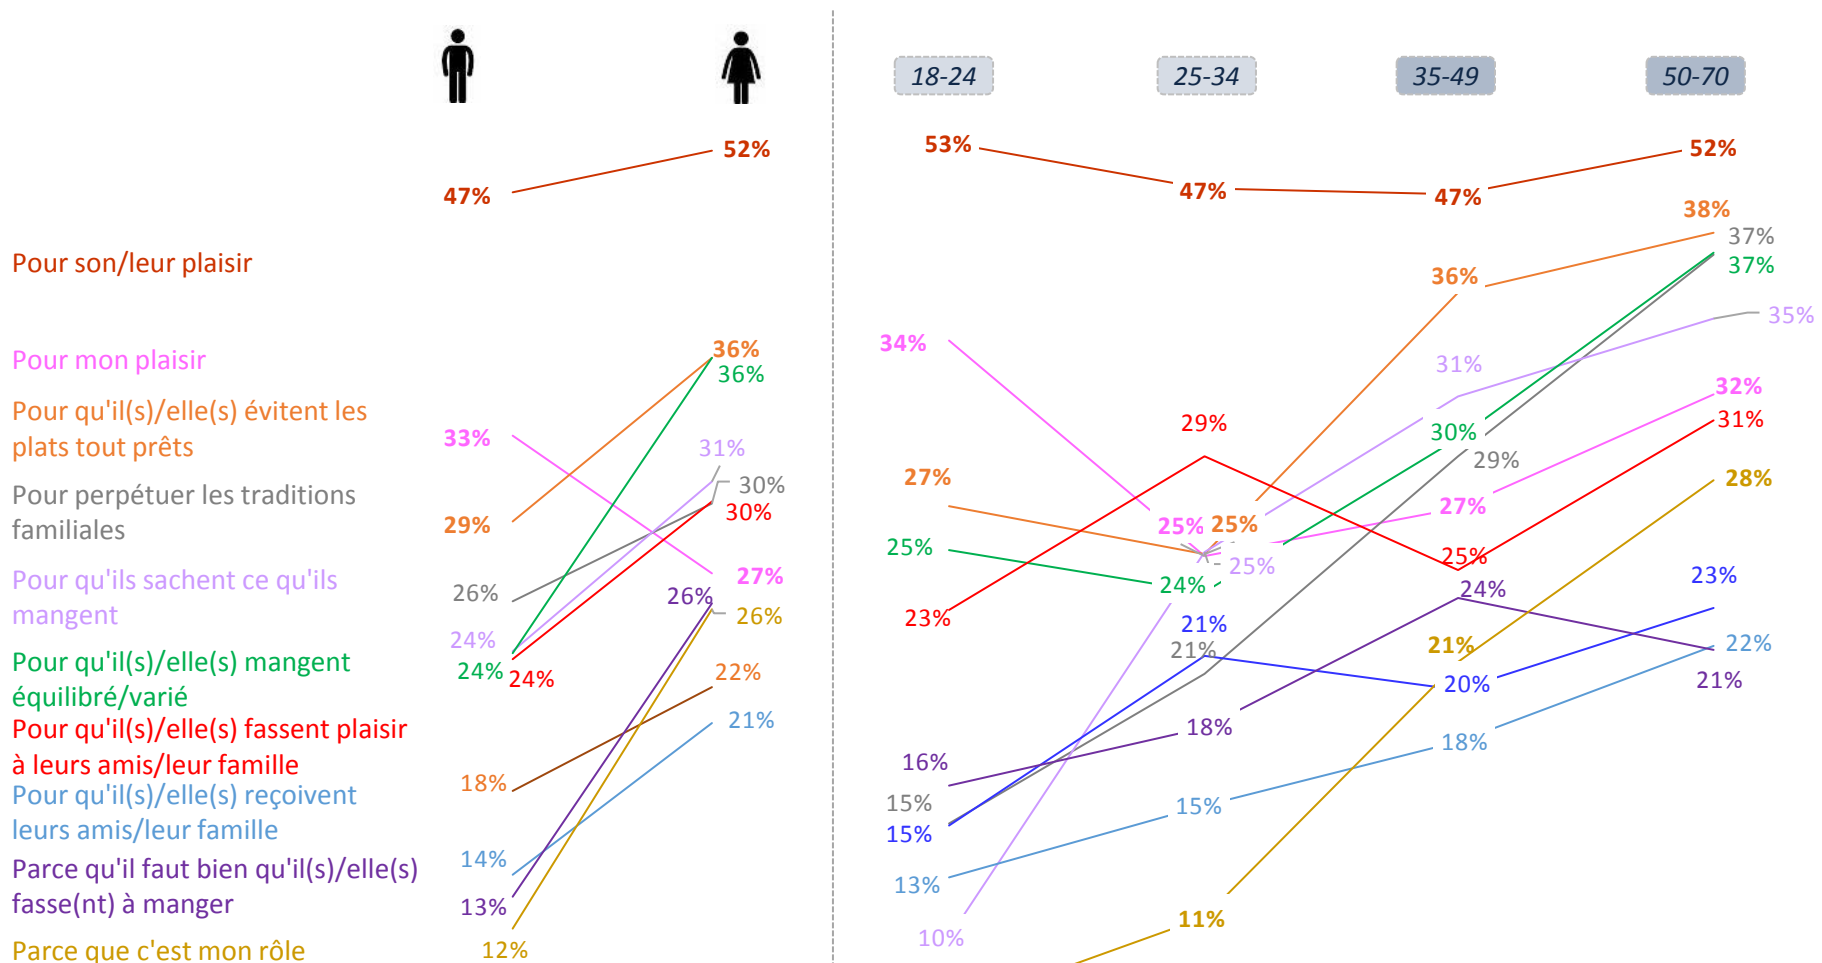 18-24 25-34 35-49 50-70
53% 52% 52%
47% 47% 47%
38%
37%
Pour son/leur plaisir 37%
36%
35%
34%
Pour mon plaisir 36% 31%
36% 32%
Pour qu'il(s)/elle(s) évitent les 31%
plats tout prêts 33% 29% 30%
31% 29%
27% 28%
Pour perpétuer les traditions 30%
familiales 29% 30% 25% 25% 27%
25% 25%
Pour qu'ils sachent ce qu'ils 27% 25% 23%
mangent 26% 26% 24% 24%
26% 23% 21%
24% 21% 22%
Pour qu'il(s)/elle(s) mangent 24% 24% 22% 21% 21%
équilibré/varié 20%
Pour qu'il(s)/elle(s) fassent plaisir 21% 18%
à leurs amis/leur famille 16% 18%
Pour qu'il(s)/elle(s) reçoivent 18% 15% 15%
leurs amis/leur famille 15%
14%
Parce qu'il faut bien qu'il(s)/elle(s) 13%
fasse(nt) à manger 13% 11%
Parce que c'est mon rôle 12% 10%